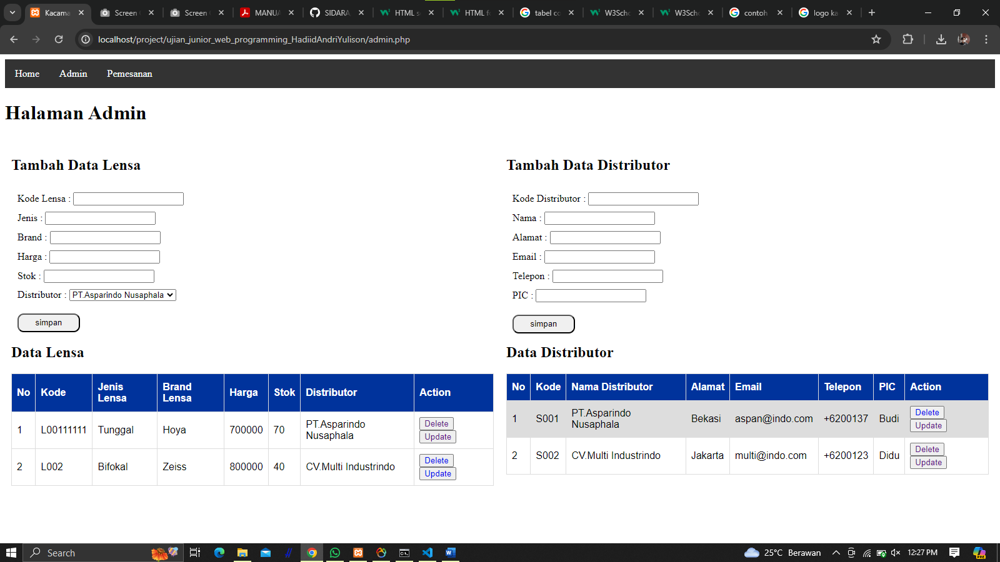 Kacama
Screen
Screen
MANUA
SIDARA
HTML s
HTML fo
tabel co
W3Scho
W3Scho
contoh
logo ka
localhost/project/ujian_junior_web_programming_HadiidAndriYulison/admin.php
Home Admin Pemesanan
Halaman Admin
Tambah Data Lensa
Kode Lensa :
Jenis :
Brand :
Harga :
Stok :
Distributor : PT.Asparindo Nusaphala
simpan
Tambah Data Distributor
Kode Distributor :
Nama :
Alamat :
Email :
Telepon :
PIC :
simpan
Data Lensa
No Kode Jenis Lensa Brand Lensa Harga Stok Distributor Action
1 L00111111 Tunggal Hoya 700000 70 PT.Asparindo Nusaphala Delete Update
2 L002 Bifokal Zeiss 800000 40 CV.Multi Industrindo Delete Update
Data Distributor
No Kode Nama Distributor Alamat Email Telepon PIC Action
1 S001 PT.Asparindo Nusaphala Bekasi aspan@indo.com +6200137 Budi Delete Update
2 S002 CV.Multi Industrindo Jakarta multi@indo.com +6200123 Didu Delete Update
Search
25°C Berawan
12:27 PM